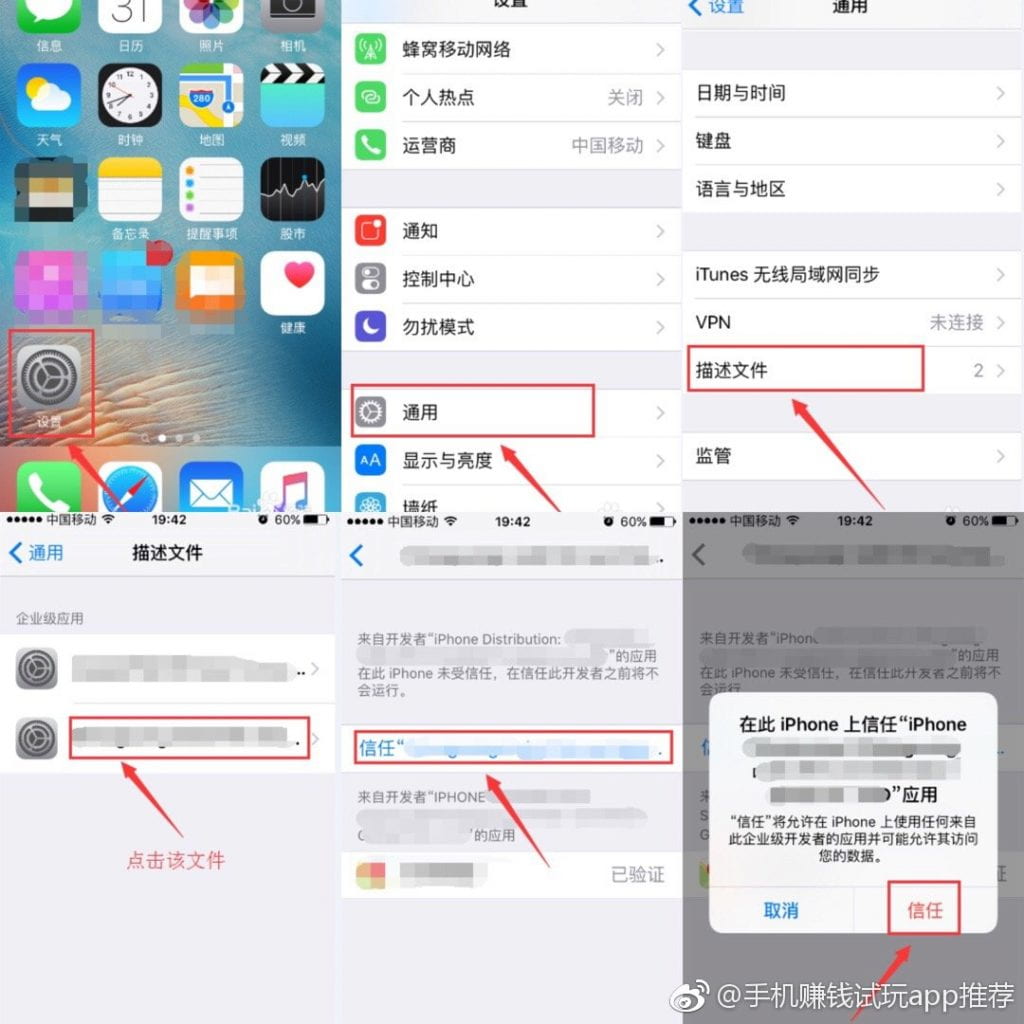 31
信息
日历
照片
相机
280
天气
时钟
地图
视频
备忘录
提醒事项
股市
健康
设置
设置
蜂窝移动网络
个人热点 关闭
运营商 中国移动
通知
控制中心
勿扰模式
通用
AA 显示与亮度
墙纸
设置 通用
日期与时间
键盘
语言与地区
iTunes 无线局域网同步
VPN 未连接
描述文件 2
监管
中国移动 19:42 60%
通用 描述文件
企业级应用
..
.
点击该文件
中国移动 19:42 60%
.
来自开发者“iPhone Distribution:
”的应用
在此 iPhone 未受信任，在信任此开发者之前将不
会运行。
信任“ .
来自开发者“IPHONE
”的应用
已验证
中国移动 19:42 60%
来自开发者“iPhone
”的应用
在此 iPhone 未受信任，在信任此开发者之前将不
会运行
在此 iPhone 上信任“iPhone
”应用
“信任”将允许在 iPhone 上使用任何来自
此企业级开发者的应用并可能允许其访问
您的数据。
取消 信任
@手机赚钱试玩app推荐